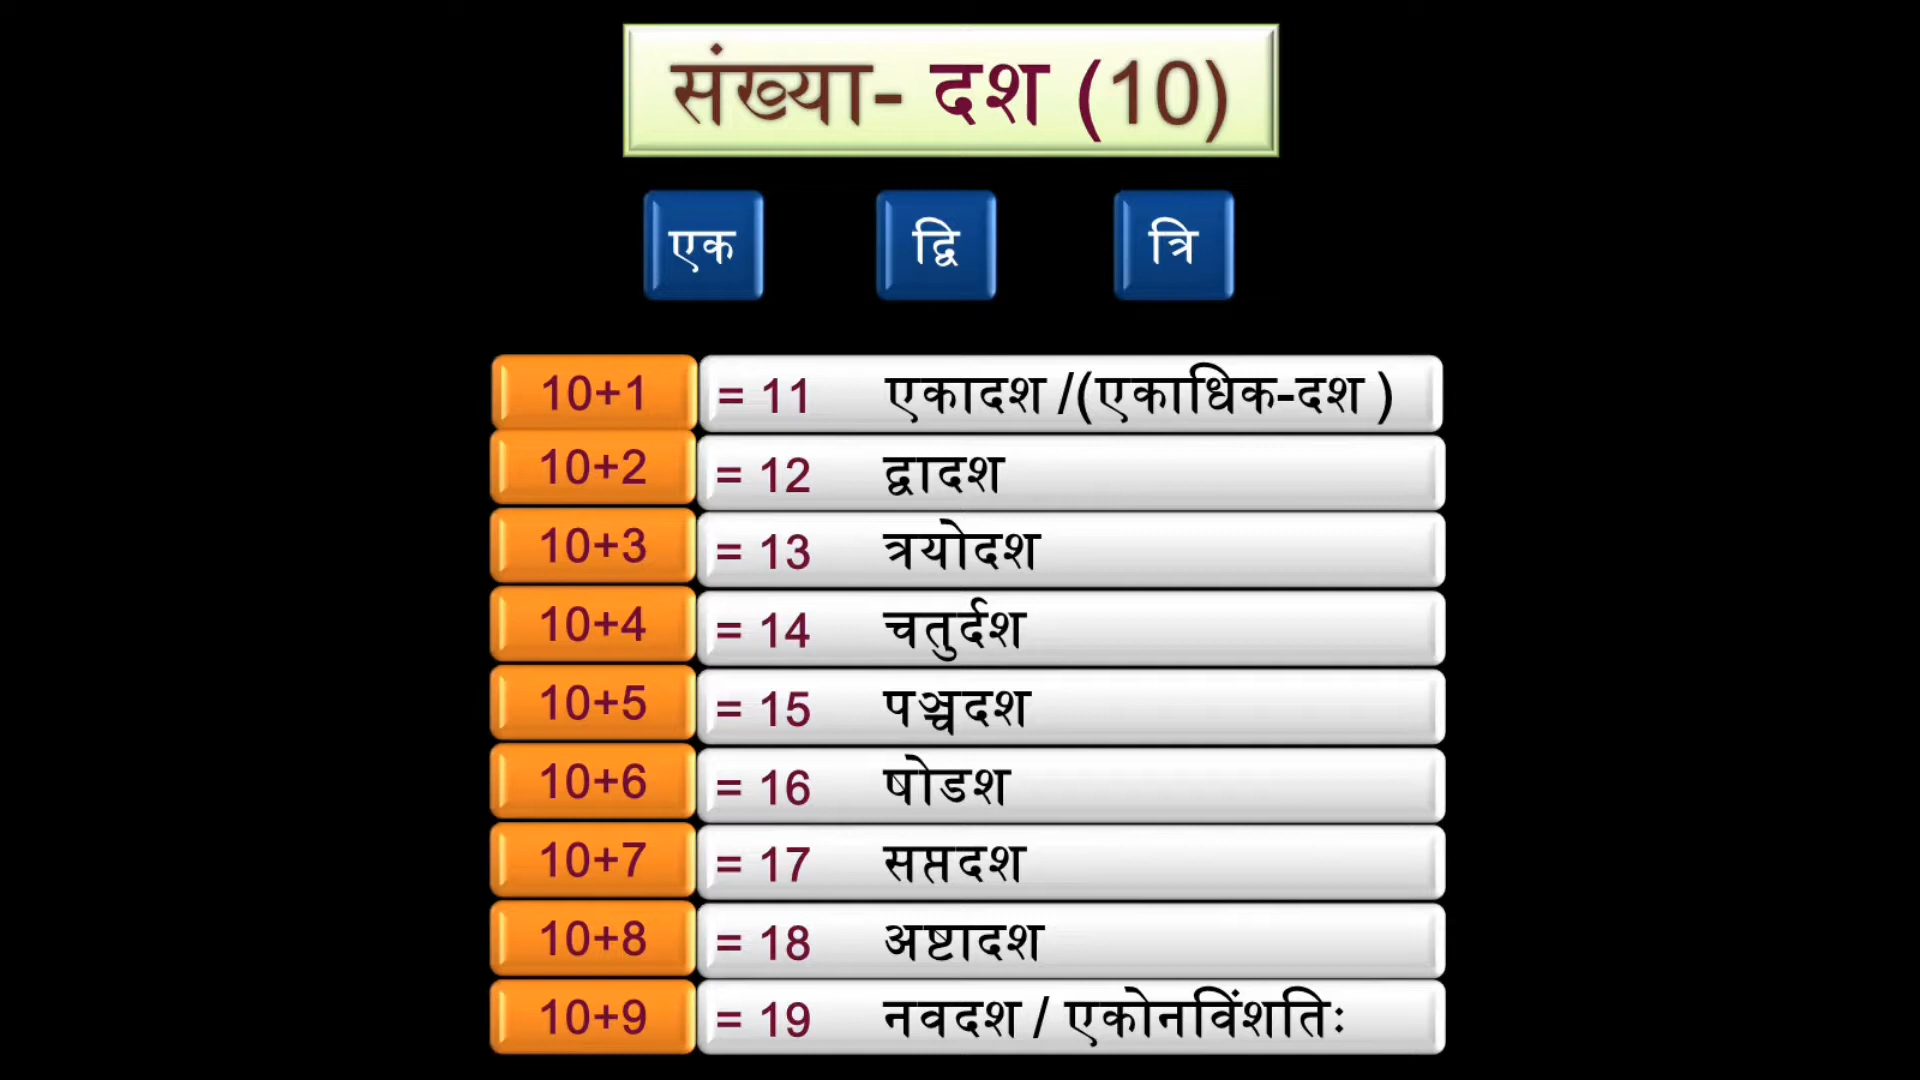 संख्या- दश (10)
एक द्वि त्रि
10+1 = 11 एकादश /(एकाधिक-दश )
10+2 = 12 द्वादश
10+3 = 13 त्रयोदश
10+4 = 14 चतुर्दश
10+5 = 15 पञ्चदश
10+6 = 16 षोडश
10+7 = 17 सप्तदश
10+8 = 18 अष्टादश
10+9 = 19 नवदश / एकोनविंशतिः